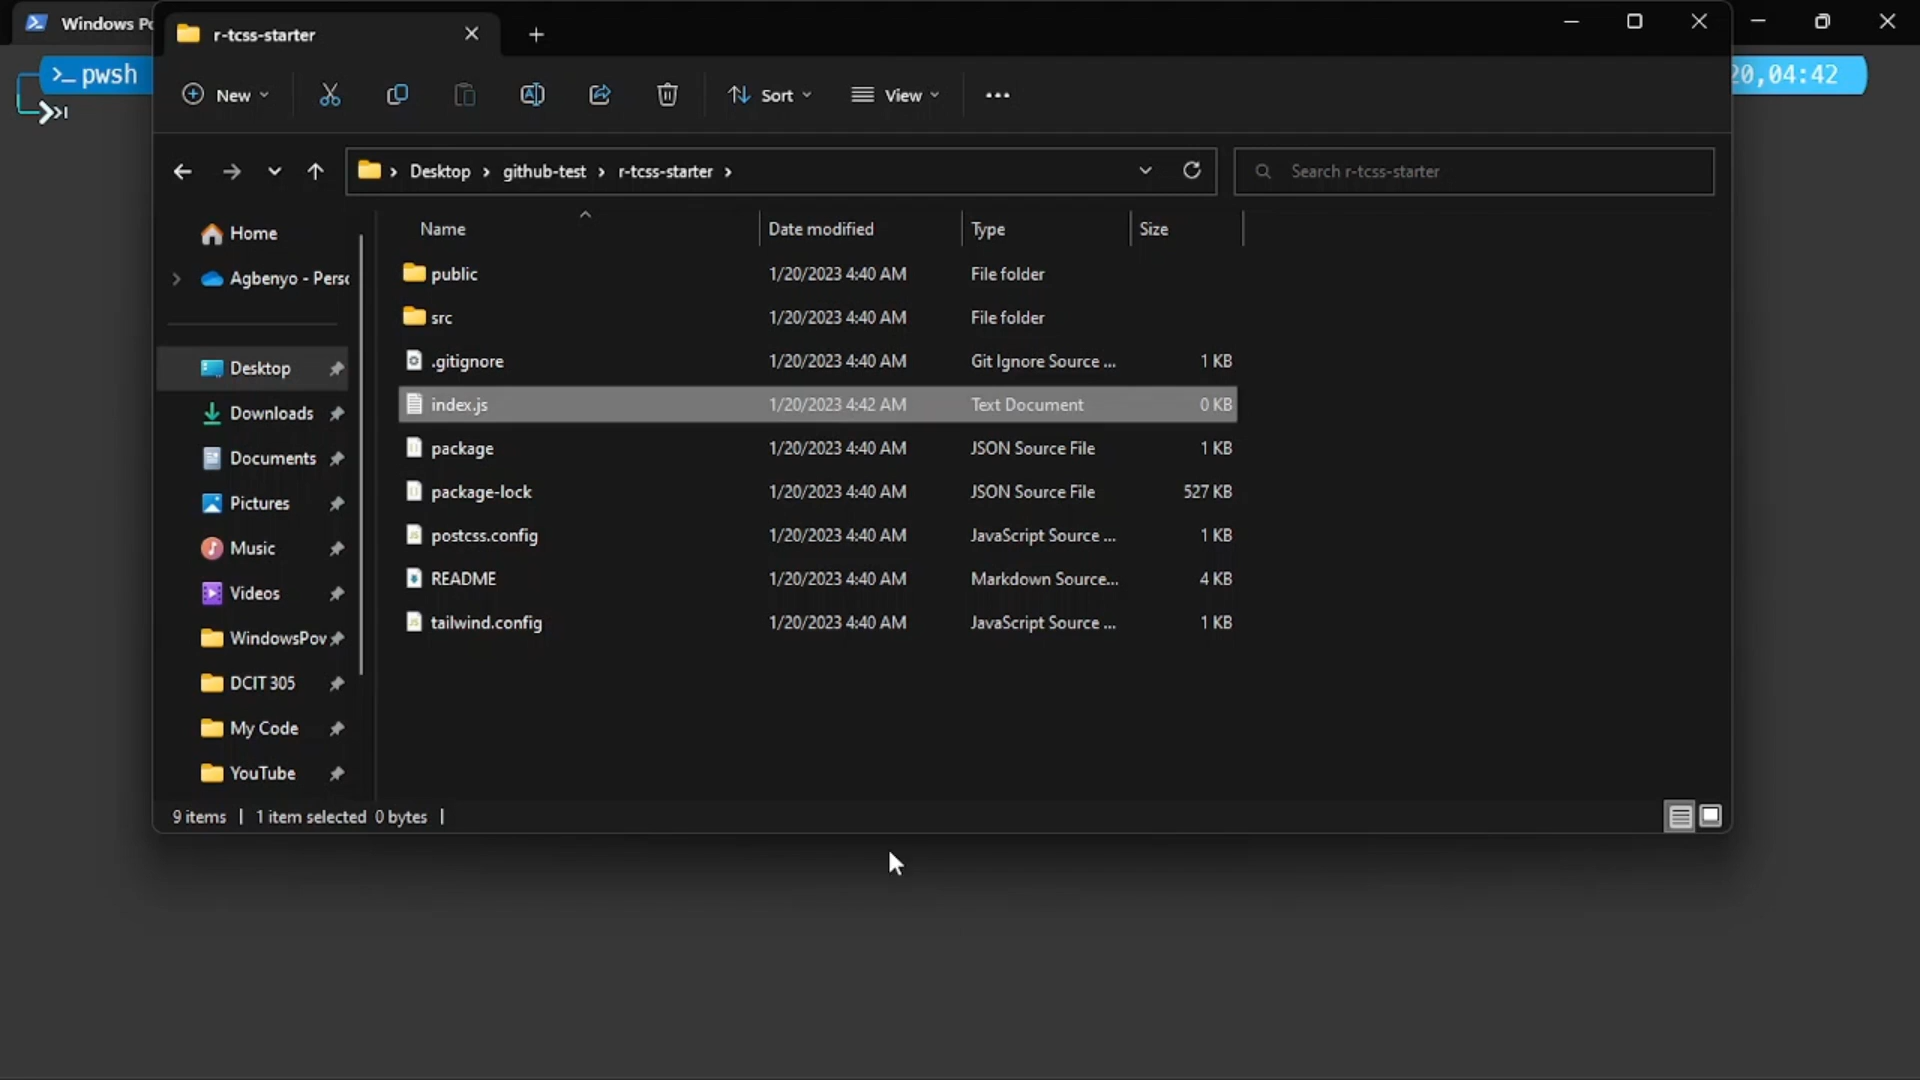 Windows Po
r-tcss-starter
>_ pwsh
20,04:42
New
Sort
View
Desktop > github-test > r-tcss-starter >
Search r-tcss-starter
Name Date modified Type Size
Home
Agbenyo - Persc
Desktop
Downloads
Documents
Pictures
Music
Videos
WindowsPov
DCIT 305
My Code
YouTube
public 1/20/2023 4:40 AM File folder
src 1/20/2023 4:40 AM File folder
.gitignore 1/20/2023 4:40 AM Git Ignore Source ... 1 KB
index.js 1/20/2023 4:42 AM Text Document 0 KB
package 1/20/2023 4:40 AM JSON Source File 1 KB
package-lock 1/20/2023 4:40 AM JSON Source File 527 KB
postcss.config 1/20/2023 4:40 AM JavaScript Source ... 1 KB
README 1/20/2023 4:40 AM Markdown Source... 4 KB
tailwind.config 1/20/2023 4:40 AM JavaScript Source ... 1 KB
9 items | 1 item selected 0 bytes |